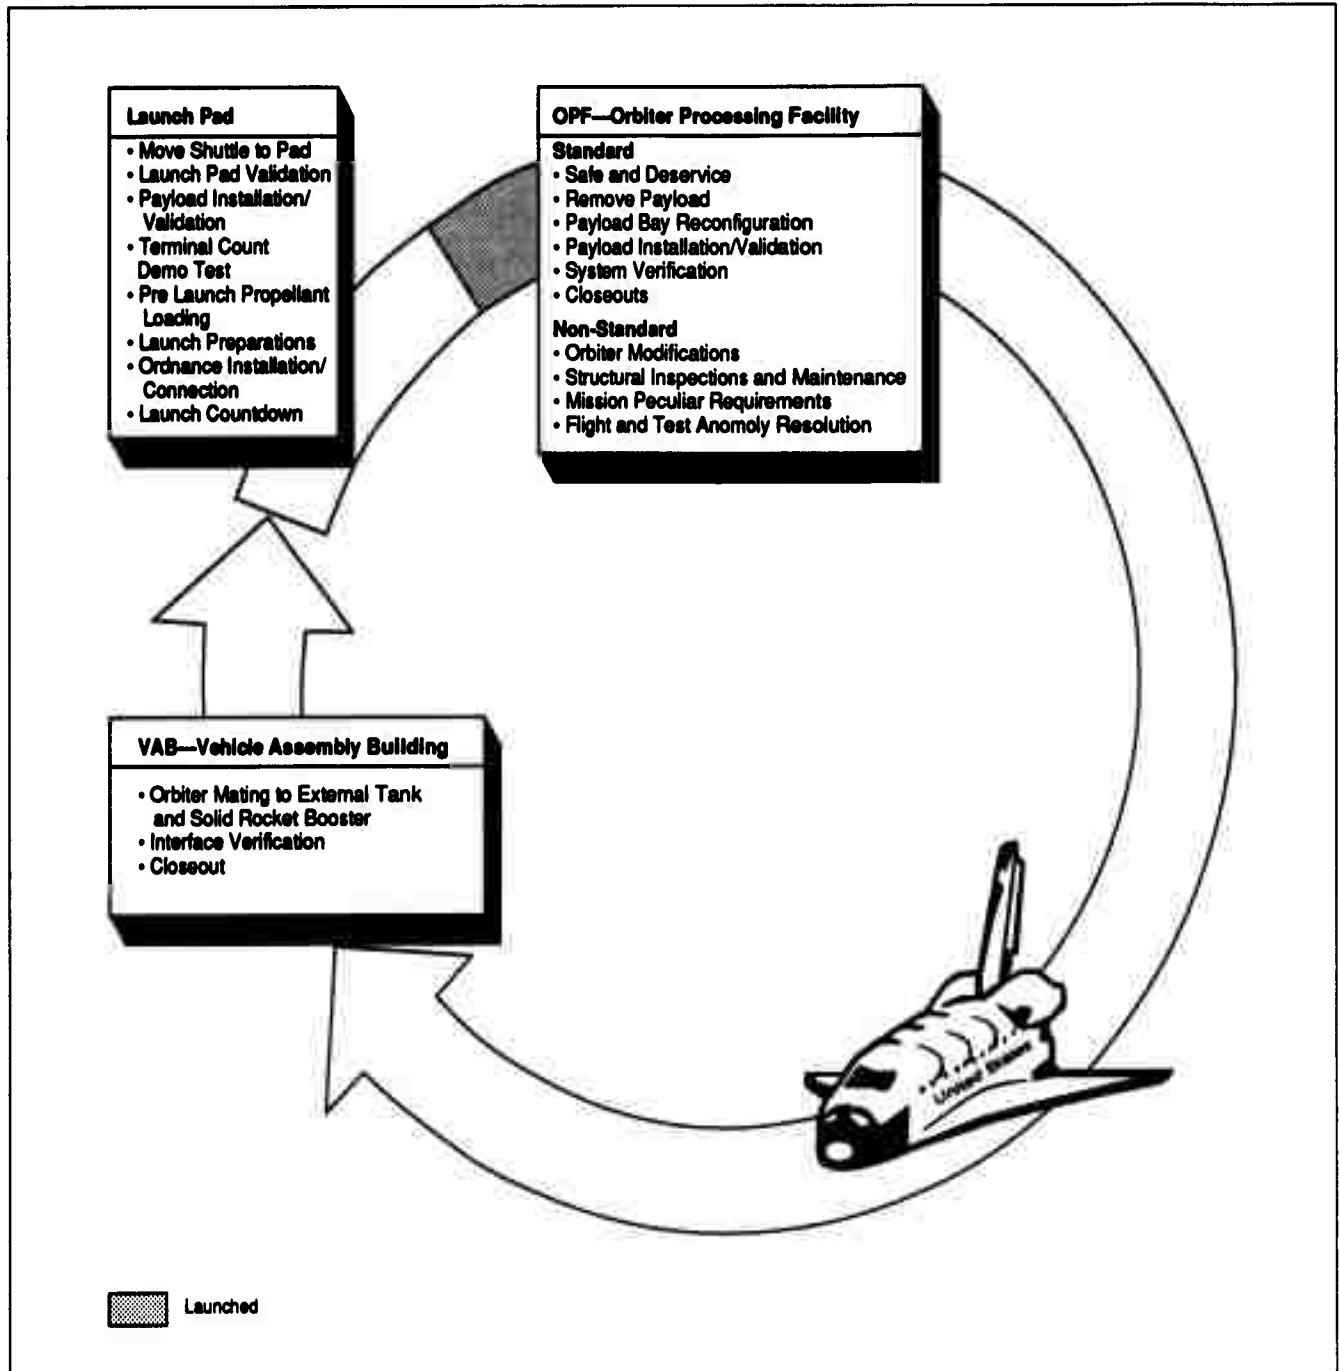 Launch Pad
• Move Shuttle to Pad
• Launch Pad Validation
• Payload Installation/
Validation
• Terminal Count
Demo Test
• Pre Launch Propellant
Loading
• Launch Preparations
• Ordnance Installation/
Connection
• Launch Countdown
OPF—Orbiter Processing Facility
Standard
• Safe and Deservice
• Remove Payload
• Payload Bay Reconfiguration
• Payload Installation/Validation
• System Verification
• Closeouts
Non-Standard
• Orbiter Modifications
• Structural Inspections and Maintenance
• Mission Peculiar Requirements
• Flight and Test Anomoly Resolution
VAB—Vehicle Assembly Building
• Orbiter Mating to External Tank
and Solid Rocket Booster
• Interface Verification
• Closeout
United States
Launched